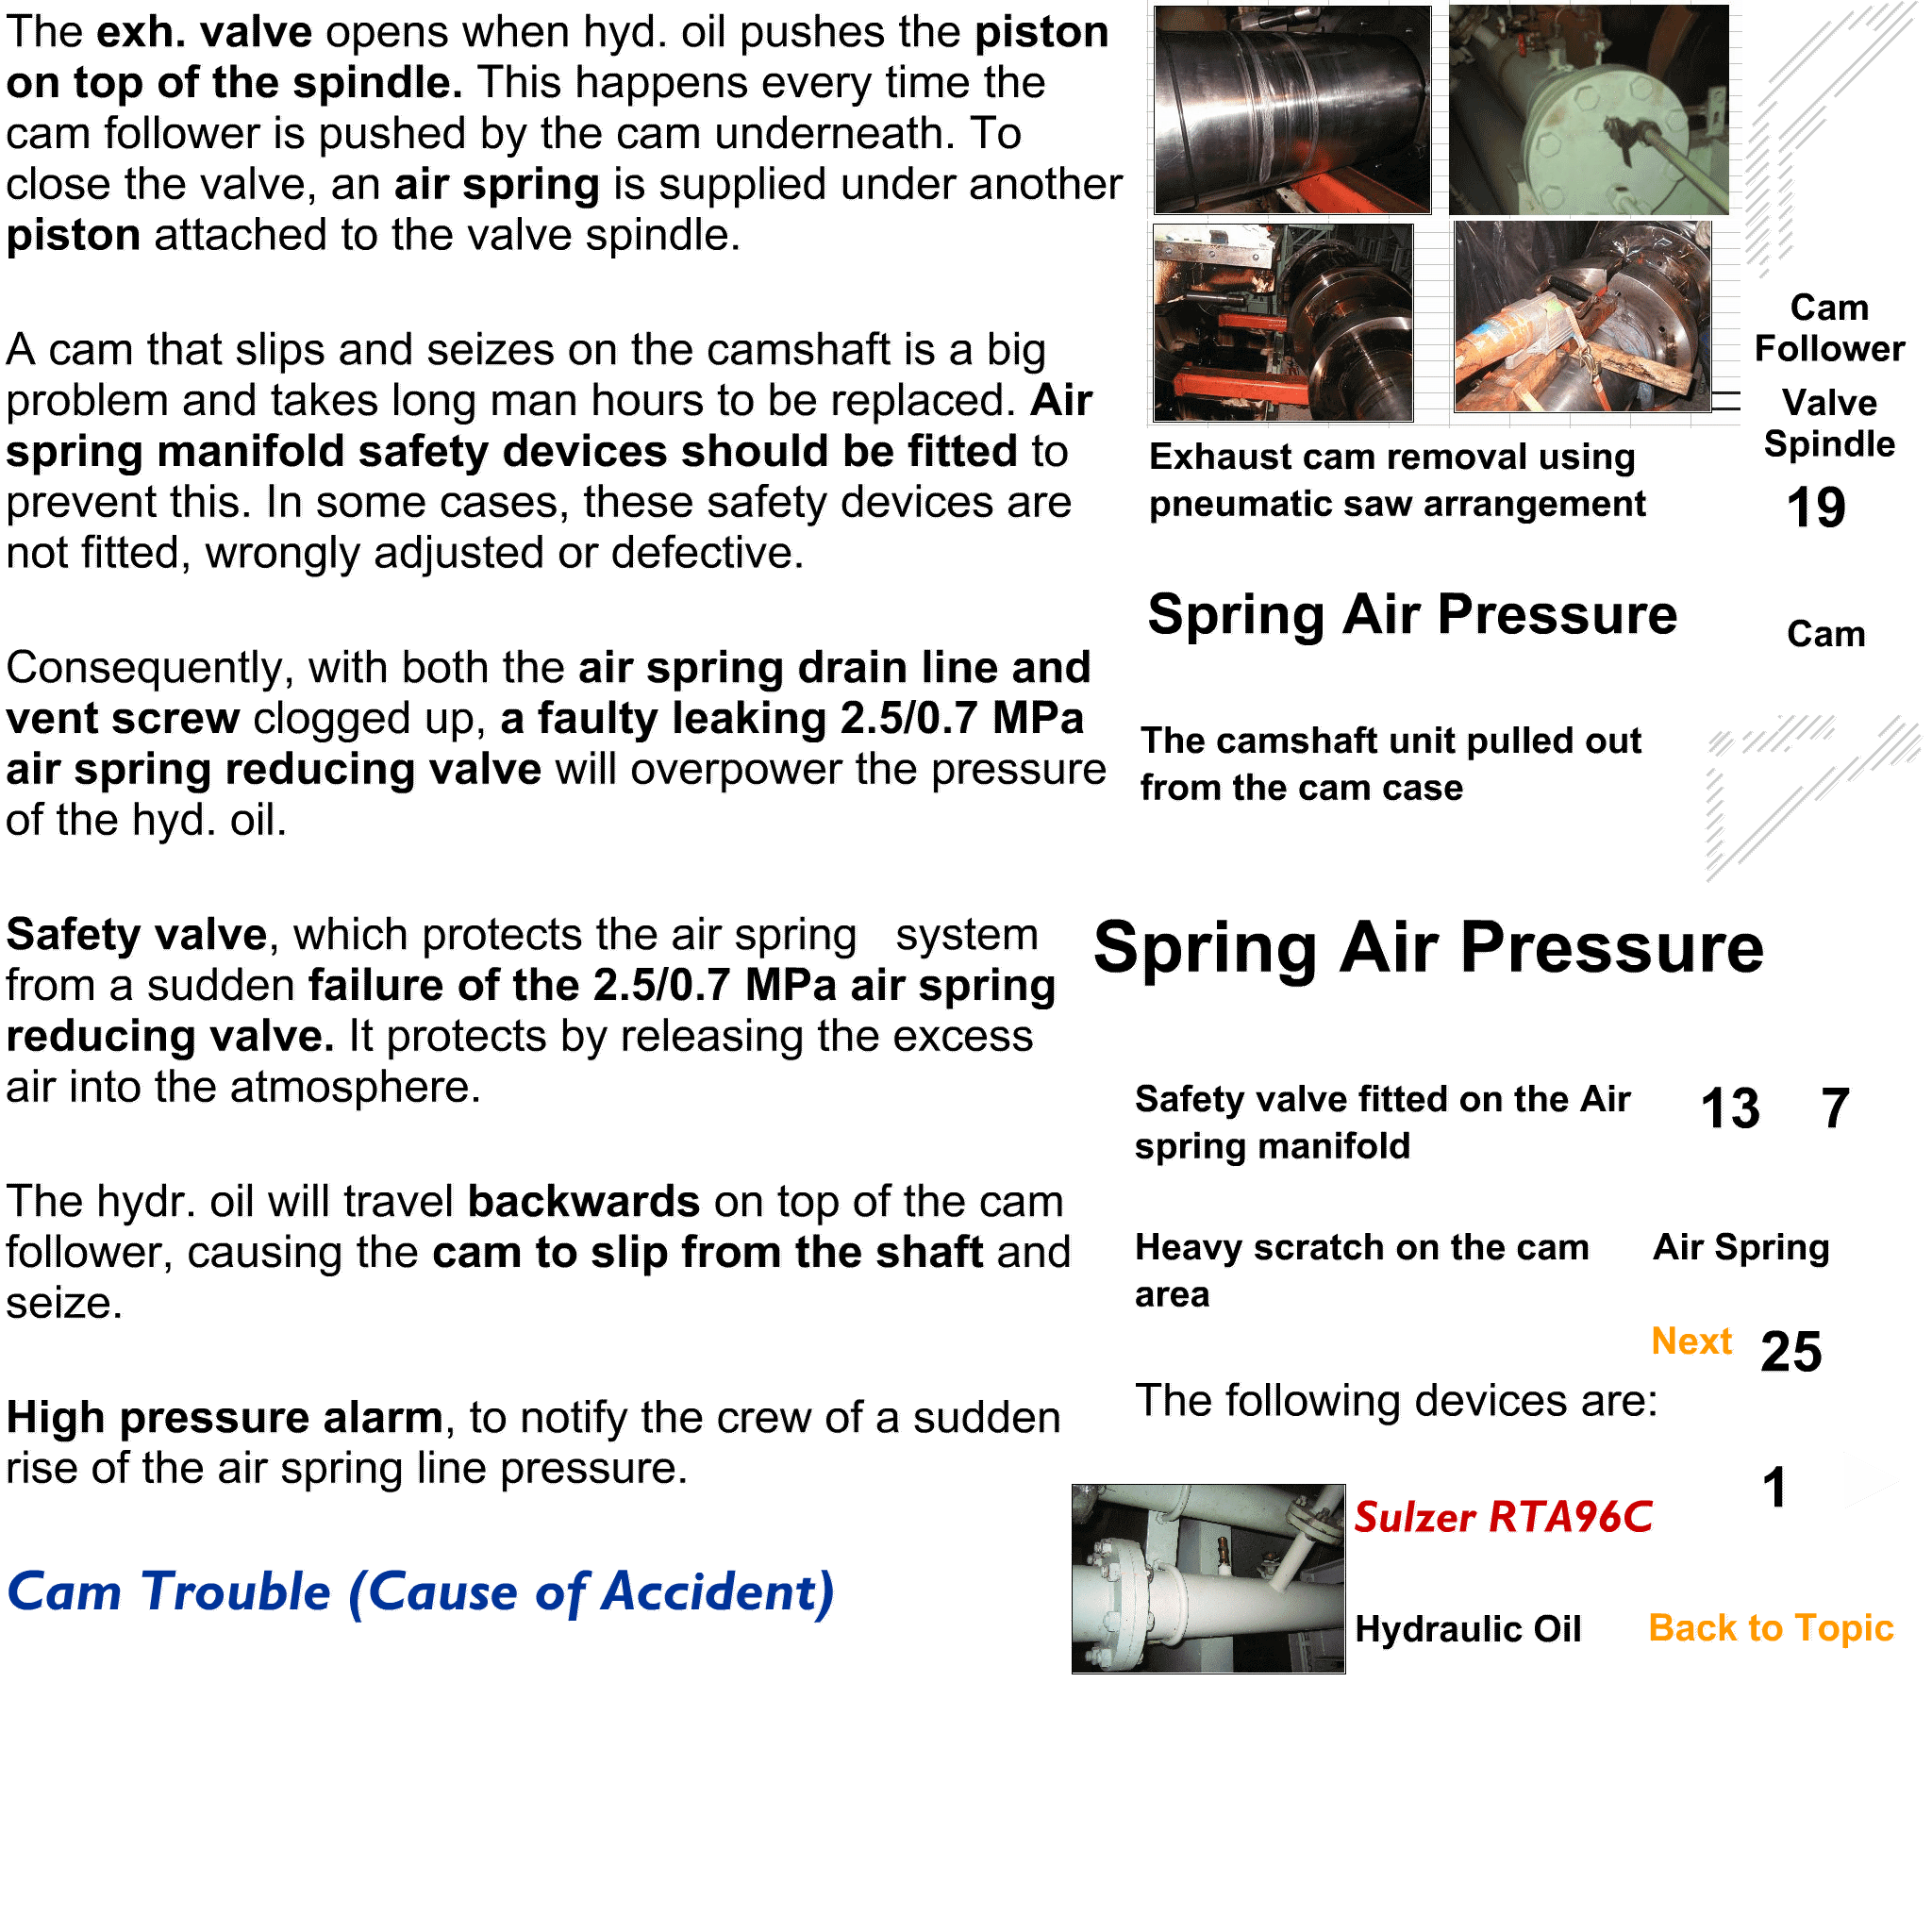 The exh. valve opens when hyd. oil pushes the piston
on top of the spindle. This happens every time the
cam follower is pushed by the cam underneath. To
close the valve, an air spring is supplied under another
piston attached to the valve spindle.
A cam that slips and seizes on the camshaft is a big
problem and takes long man hours to be replaced. Air
spring manifold safety devices should be fitted to
prevent this. In some cases, these safety devices are
not fitted, wrongly adjusted or defective.
Consequently, with both the air spring drain line and
vent screw clogged up, a faulty leaking 2.5/0.7 MPa
air spring reducing valve will overpower the pressure
of the hyd. oil.
Safety valve, which protects the air spring system
from a sudden failure of the 2.5/0.7 MPa air spring
reducing valve. It protects by releasing the excess
air into the atmosphere.
The hydr. oil will travel backwards on top of the cam
follower, causing the cam to slip from the shaft and
seize.
High pressure alarm, to notify the crew of a sudden
rise of the air spring line pressure.
Cam Trouble (Cause of Accident)
Exhaust cam removal using
pneumatic saw arrangement
Cam
Follower
Valve
Spindle
19
Spring Air Pressure
Cam
The camshaft unit pulled out
from the cam case
Spring Air Pressure
Safety valve fitted on the Air
spring manifold
13
7
Heavy scratch on the cam
area
Air Spring
Next
25
The following devices are:
1
Sulzer RTA96C
Hydraulic Oil
Back to Topic